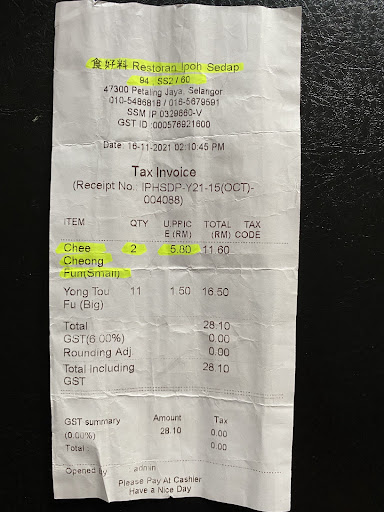 食好料 Restoran Ipoh Sedap
94 SS2/60
47300 Petaling Jaya, Selangor
010-5486818 / 016-5679591
SSM IP 0329660-V
GST ID :000576921600
Date: 16-11-2021 02:10:45 PM
Tax Invoice
(Receipt No.: IPHSDP-Y21-15(OCT)-
004088)
ITEM QTY U.PRIC TOTAL TAX
E (RM) (RM) CODE
Chee 2 5.80 11.60
Cheong
Fun(Small)
Yong Tou 11 1.50 16.50
Fu (Big)
Total 28.10
GST(6.00%) 0.00
Rounding Adj 0.00
Total Including 28.10
GST
GST summary Amount Tax
(0.00%) 28.10 0.00
Total : 0.00
Opened by admin
Please Pay At Cashier
Have a Nice Day